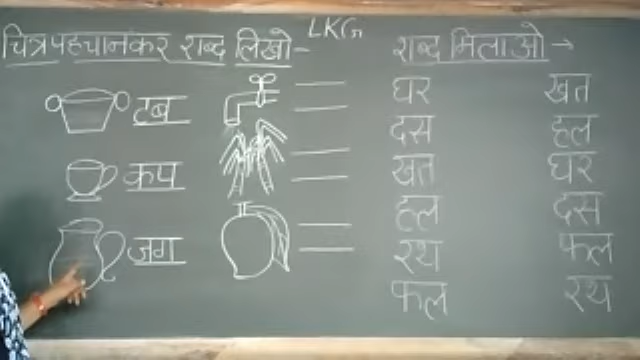 LKG
चित्र पहचानकर शब्द लिखो-
टब
कप
जग
शब्द मिलाओ→
घर खत
दस हल
खत घर
हल दस
रथ फल
फल रथ